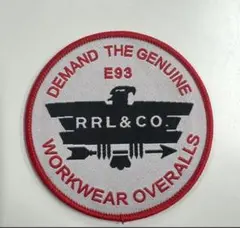 DEMAND THE GENUINE
E93
RRL & CO
WORKWEAR OVERALLS